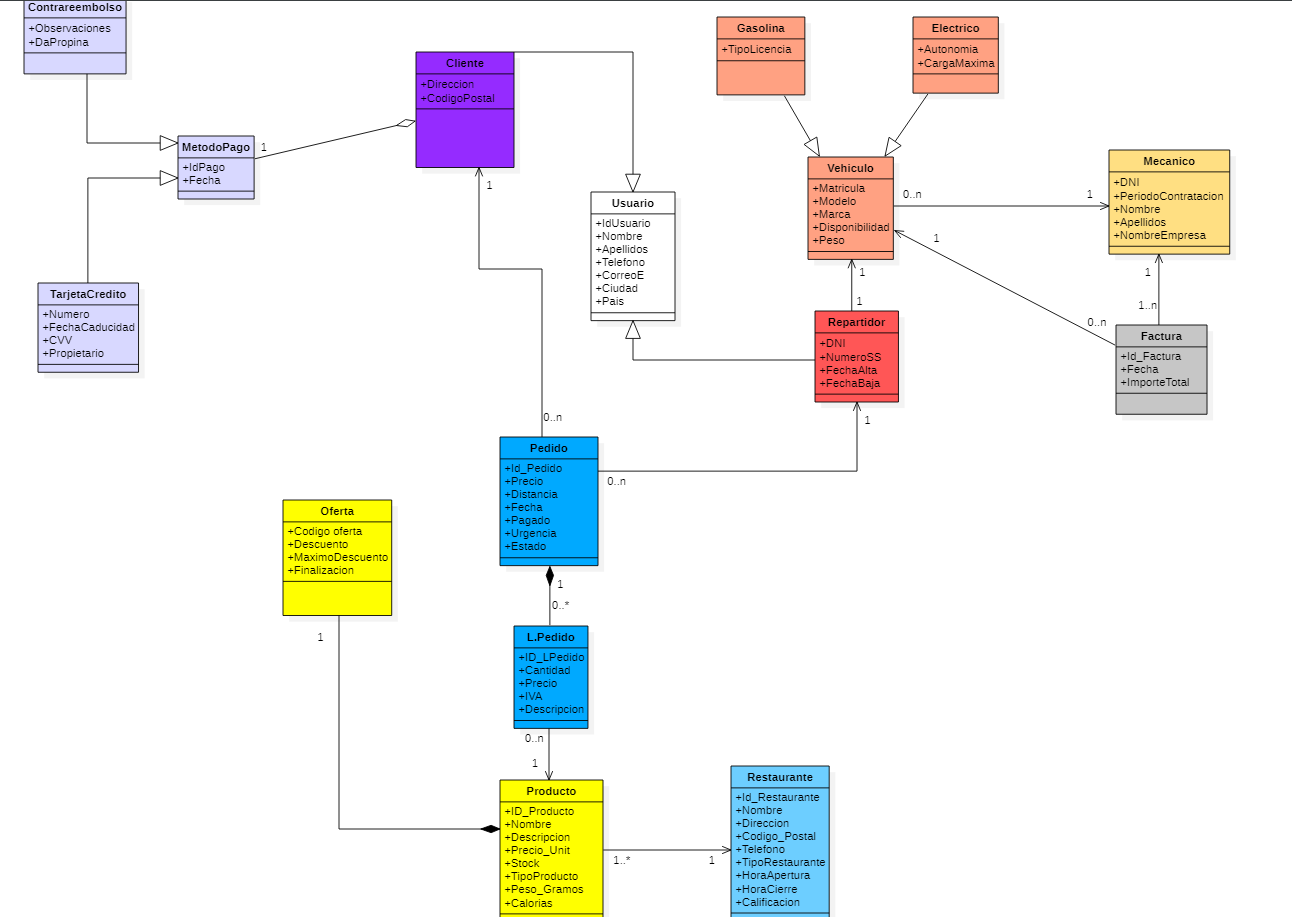 Contrareembolso
+Observaciones
+DaPropina
MetodoPago
+IdPago
+Fecha
1
TarjetaCredito
+Numero
+FechaCaducidad
+CVV
+Propietario
Cliente
+Direccion
+CodigoPostal
1
Usuario
+IdUsuario
+Nombre
+Apellidos
+Telefono
+CorreoE
+Ciudad
+Pais
Gasolina
+TipoLicencia
Electrico
+Autonomia
+CargaMaxima
Vehiculo
+Matricula
+Modelo
+Marca
+Disponibilidad
+Peso
0..n
1
1
1
1
Mecanico
+DNI
+PeriodoContratacion
+Nombre
+Apellidos
+NombreEmpresa
1
1..n
0..n
Factura
+Id_Factura
+Fecha
+ImporteTotal
Repartidor
+DNI
+NumeroSS
+FechaAlta
+FechaBaja
1
0..n
Pedido
+Id_Pedido
+Precio
+Distancia
+Fecha
+Pagado
+Urgencia
+Estado
0..n
1
0..*
Oferta
+Codigo oferta
+Descuento
+MaximoDescuento
+Finalizacion
1
L.Pedido
+ID_LPedido
+Cantidad
+Precio
+IVA
+Descripcion
0..n
1
Producto
+ID_Producto
+Nombre
+Descripcion
+Precio_Unit
+Stock
+TipoProducto
+Peso_Gramos
+Calorias
1..*
1
Restaurante
+Id_Restaurante
+Nombre
+Direccion
+Codigo_Postal
+Telefono
+TipoRestaurante
+HoraApertura
+HoraCierre
+Calificacion